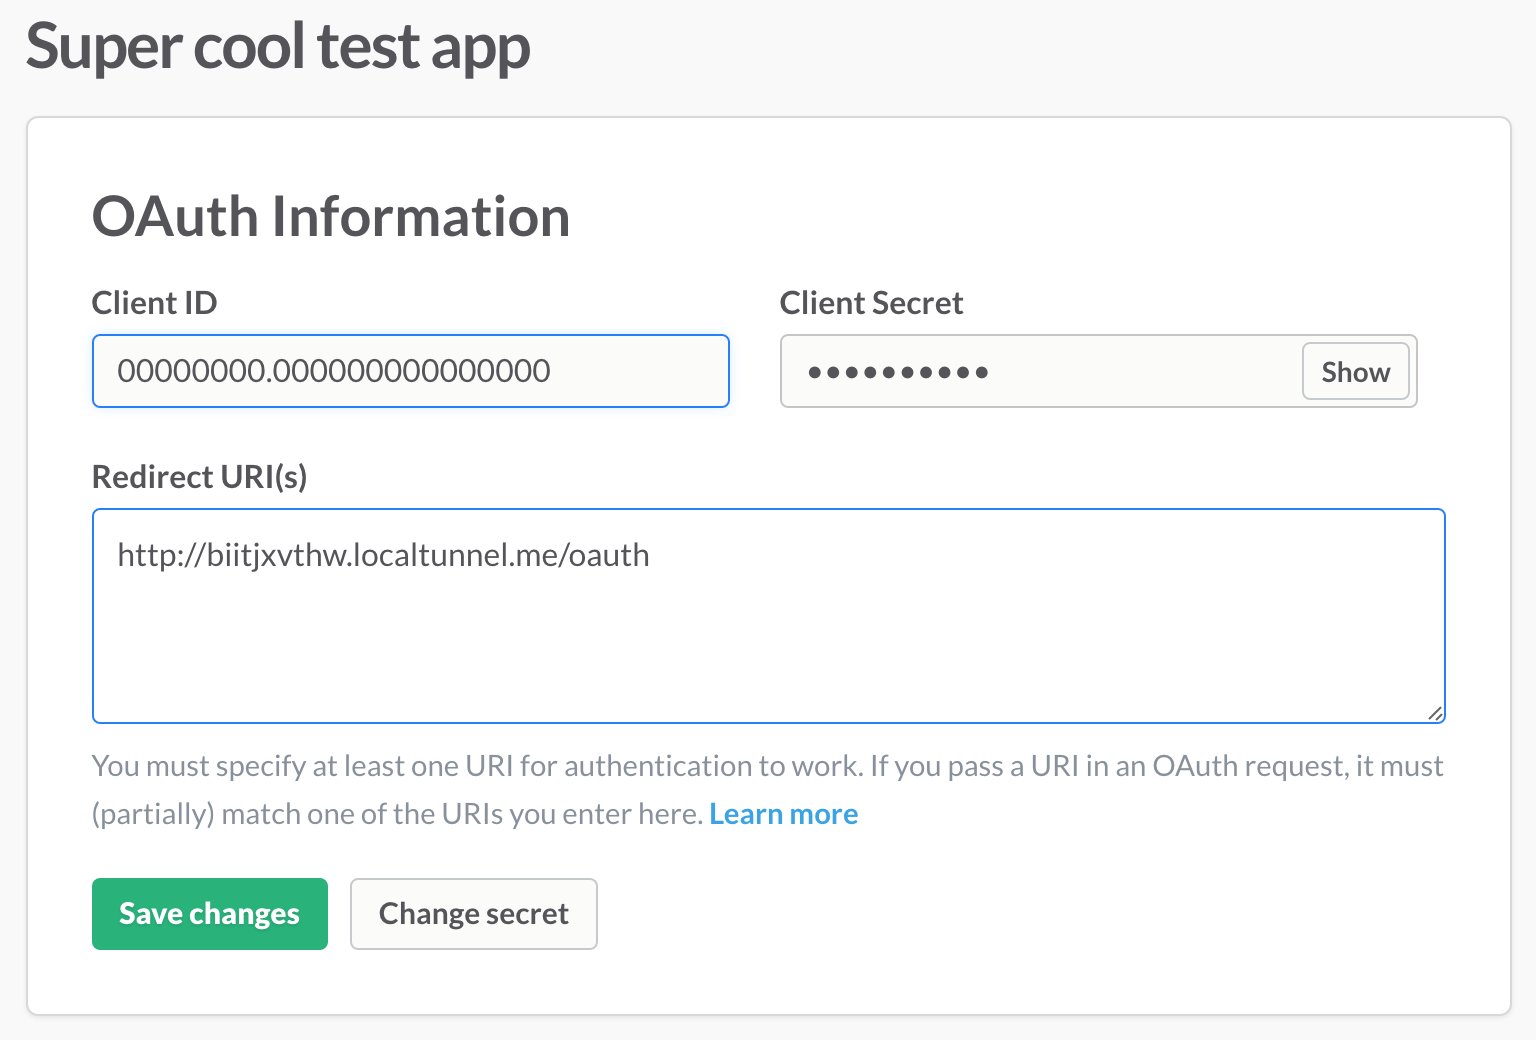 Super cool test app
OAuth Information
Client ID
Client Secret
00000000.000000000000000
•••••••••• Show
Redirect URI(s)
http://biitjxvthw.localtunnel.me/oauth
You must specify at least one URI for authentication to work. If you pass a URI in an OAuth request, it must
(partially) match one of the URIs you enter here. Learn more
Save changes
Change secret